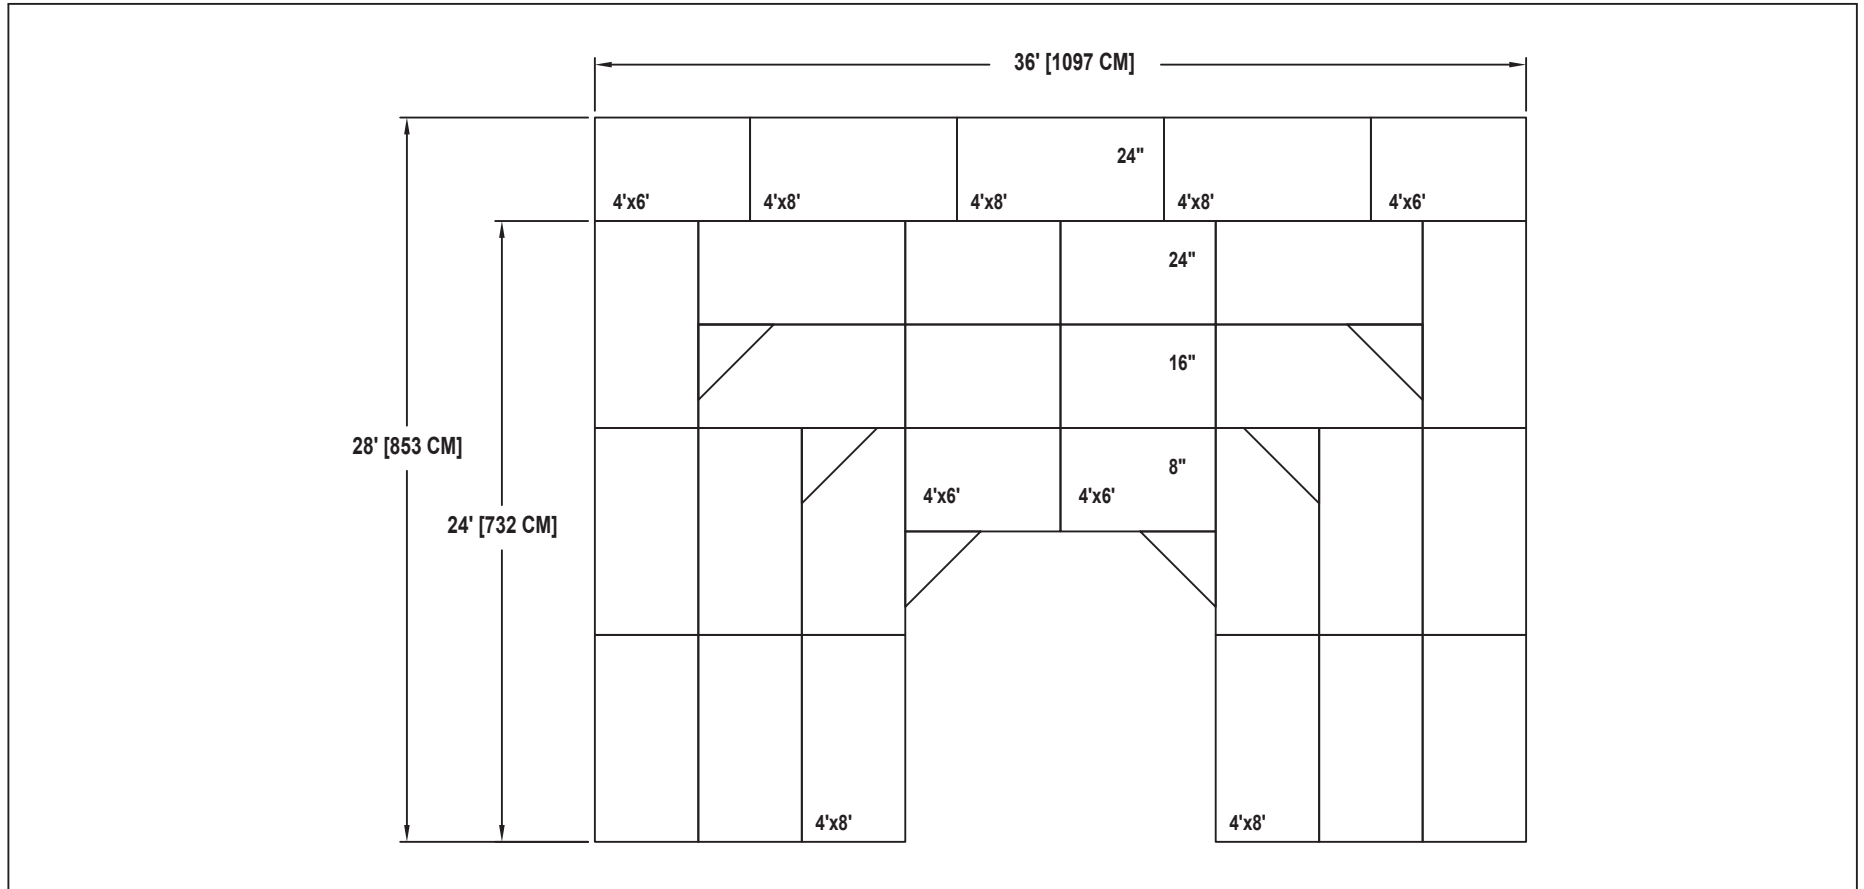 36' [1097 CM]
24"
4'x6' 4'x8' 4'x8' 4'x8' 4'x6'
24"
16"
28' [853 CM]
8"
4'x6' 4'x6'
24' [732 CM]
4'x8' 4'x8'